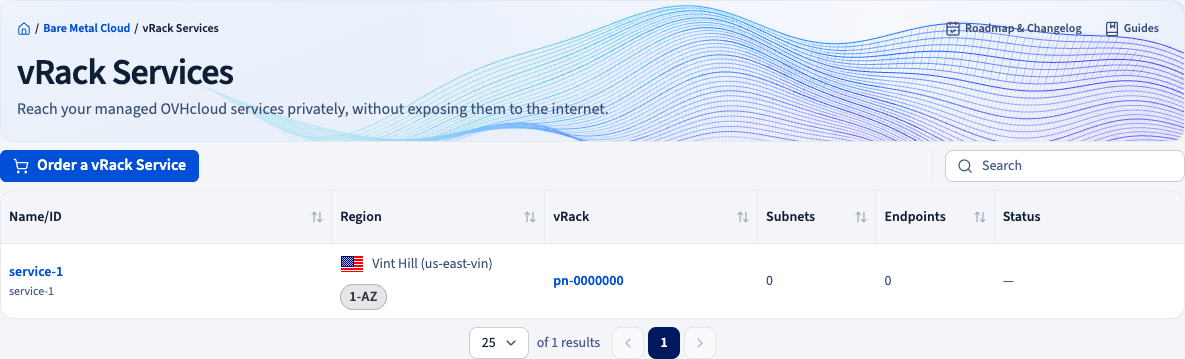 / Bare Metal Cloud / vRack Services
Roadmap & Changelog Guides
vRack Services
Reach your managed OVHcloud services privately, without exposing them to the internet.
Order a vRack Service
Search
Name/ID Region vRack Subnets Endpoints Status
service-1
service-1
Vint Hill (us-east-vin)
1-AZ
pn-0000000
0
0
—
25 of 1 results 1